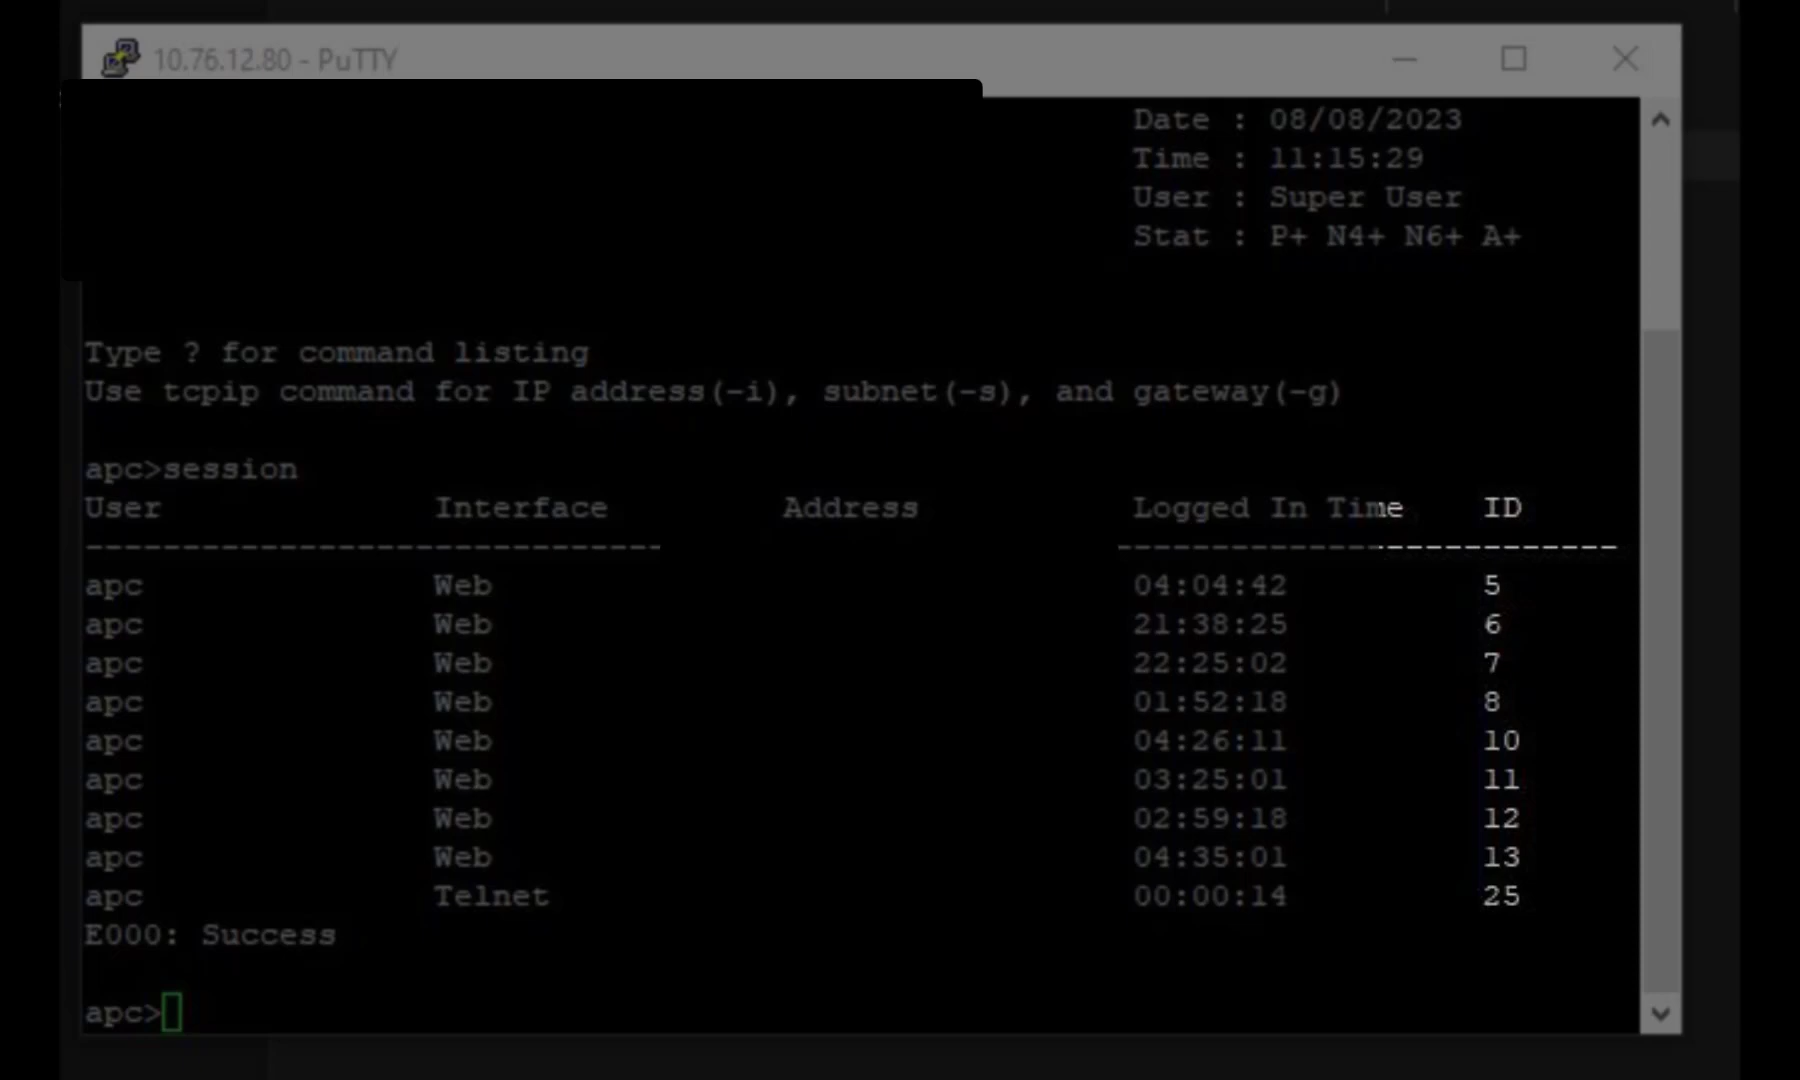 10.76.12.80 - PuTTY
Date : 08/08/2023
Time : 11:15:29
User : Super User
Stat : P+ N4+ N6+ A+
Type ? for command listing
Use tcpip command for IP address(-i), subnet(-s), and gateway(-g)
apc>session
User Interface Address Logged In Time ID
------------------------------ --------------------------
apc Web 04:04:42 5
apc Web 21:38:25 6
apc Web 22:25:02 7
apc Web 01:52:18 8
apc Web 04:26:11 10
apc Web 03:25:01 11
apc Web 02:59:18 12
apc Web 04:35:01 13
apc Telnet 00:00:14 25
E000: Success
apc>